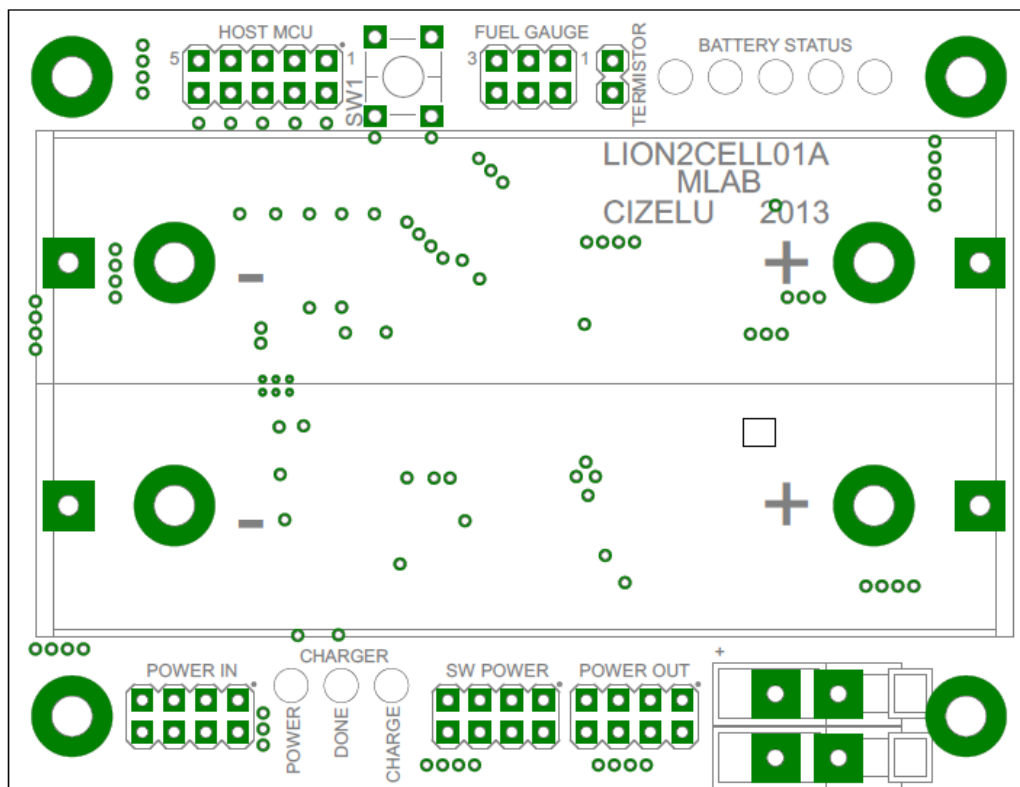 HOST MCU
5
1
SW1
FUEL GAUGE
3
1
TERMISTOR
BATTERY STATUS
LION2CELL01A
MLAB
CIZELU 2013
-
+
-
+
POWER IN
CHARGER
POWER
DONE
CHARGE
SW POWER
POWER OUT
+